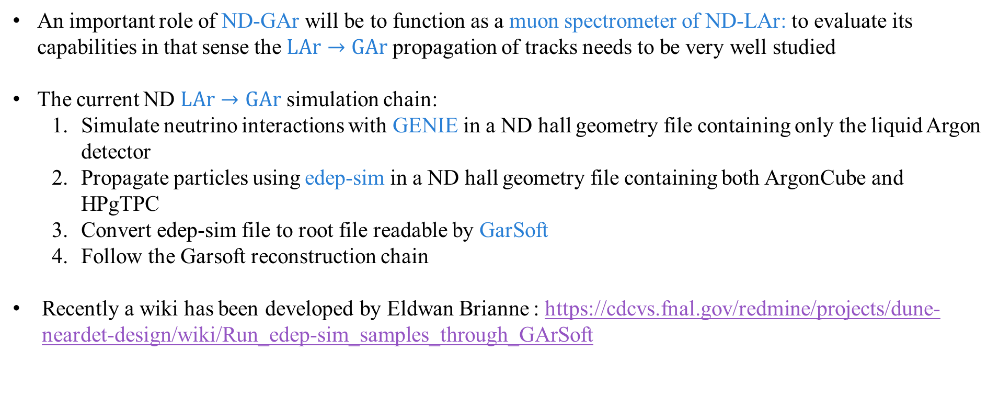 • An important role of ND-GAr will be to function as a muon spectrometer of ND-LAr: to evaluate its
capabilities in that sense the LAr → GAr propagation of tracks needs to be very well studied
• The current ND LAr → GAr simulation chain:
1. Simulate neutrino interactions with GENIE in a ND hall geometry file containing only the liquid Argon
detector
2. Propagate particles using edep-sim in a ND hall geometry file containing both ArgonCube and
HPgTPC
3. Convert edep-sim file to root file readable by GarSoft
4. Follow the Garsoft reconstruction chain
• Recently a wiki has been developed by Eldwan Brianne : https://cdcvs.fnal.gov/redmine/projects/dune-
neardet-design/wiki/Run_edep-sim_samples_through_GArSoft